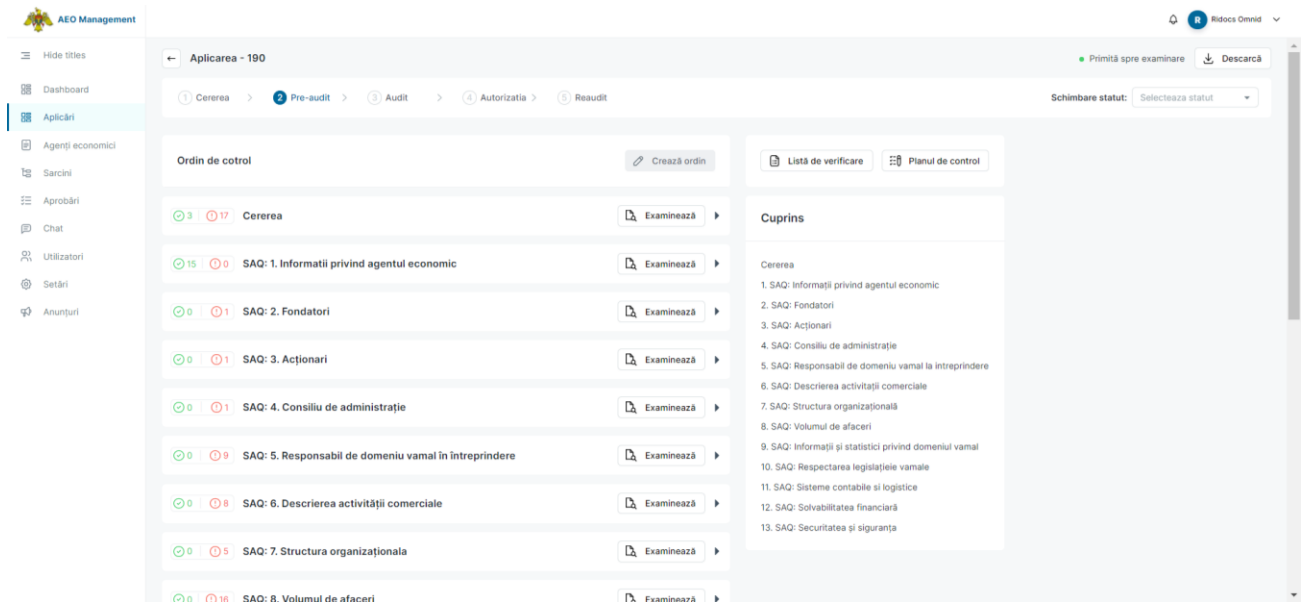 AEO Management
R Ridocs Omnid
Hide titles
Dashboard
Aplicări
Agenți economici
Sarcini
Aprobări
Chat
Utilizatori
Setări
Anunțuri
Aplicarea - 190
Primită spre examinare
Descarcă
1 Cererea > 2 Pre-audit > 3 Audit > 4 Autorizatia > 5 Reaudit
Schimbare statut: Selecteaza statut
Ordin de cotrol
Crează ordin
3 17 Cererea Examinează
15 0 SAQ: 1. Informatii privind agentul economic Examinează
0 1 SAQ: 2. Fondatori Examinează
0 1 SAQ: 3. Acționari Examinează
0 1 SAQ: 4. Consiliu de administrație Examinează
0 9 SAQ: 5. Responsabil de domeniu vamal în întreprindere Examinează
0 8 SAQ: 6. Descrierea activității comerciale Examinează
0 5 SAQ: 7. Structura organizaționala Examinează
0 16 SAQ: 8. Volumul de afaceri Examinează
Listă de verificare
Planul de control
Cuprins
Cererea
1. SAQ: Informații privind agentul economic
2. SAQ: Fondatori
3. SAQ: Acționari
4. SAQ: Consiliu de administrație
5. SAQ: Responsabil de domeniu vamal la intreprindere
6. SAQ: Descrierea activitații comerciale
7. SAQ: Structura organizațională
8. SAQ: Volumul de afaceri
9. SAQ: Informații și statistici privind domeniul vamal
10. SAQ: Respectarea legislațieie vamale
11. SAQ: Sisteme contabile si logistice
12. SAQ: Solvabilitatea financiară
13. SAQ: Securitatea și siguranța